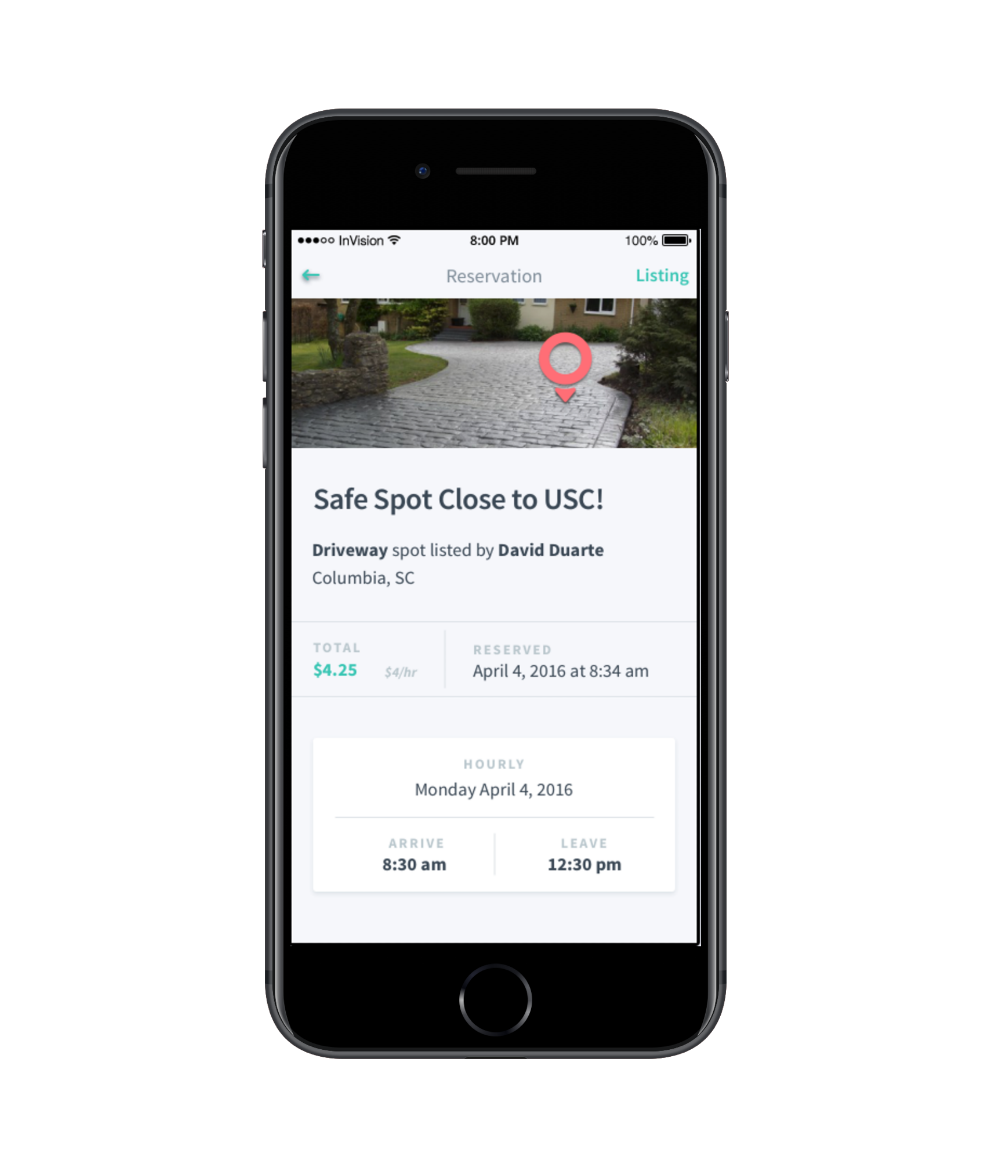 ●●●○○ InVision 8:00 PM 100%
Reservation Listing
Safe Spot Close to USC!
Driveway spot listed by David Duarte
Columbia, SC
TOTAL RESERVED
$4.25 $4/hr April 4, 2016 at 8:34 am
HOURLY
Monday April 4, 2016
ARRIVE LEAVE
8:30 am 12:30 pm